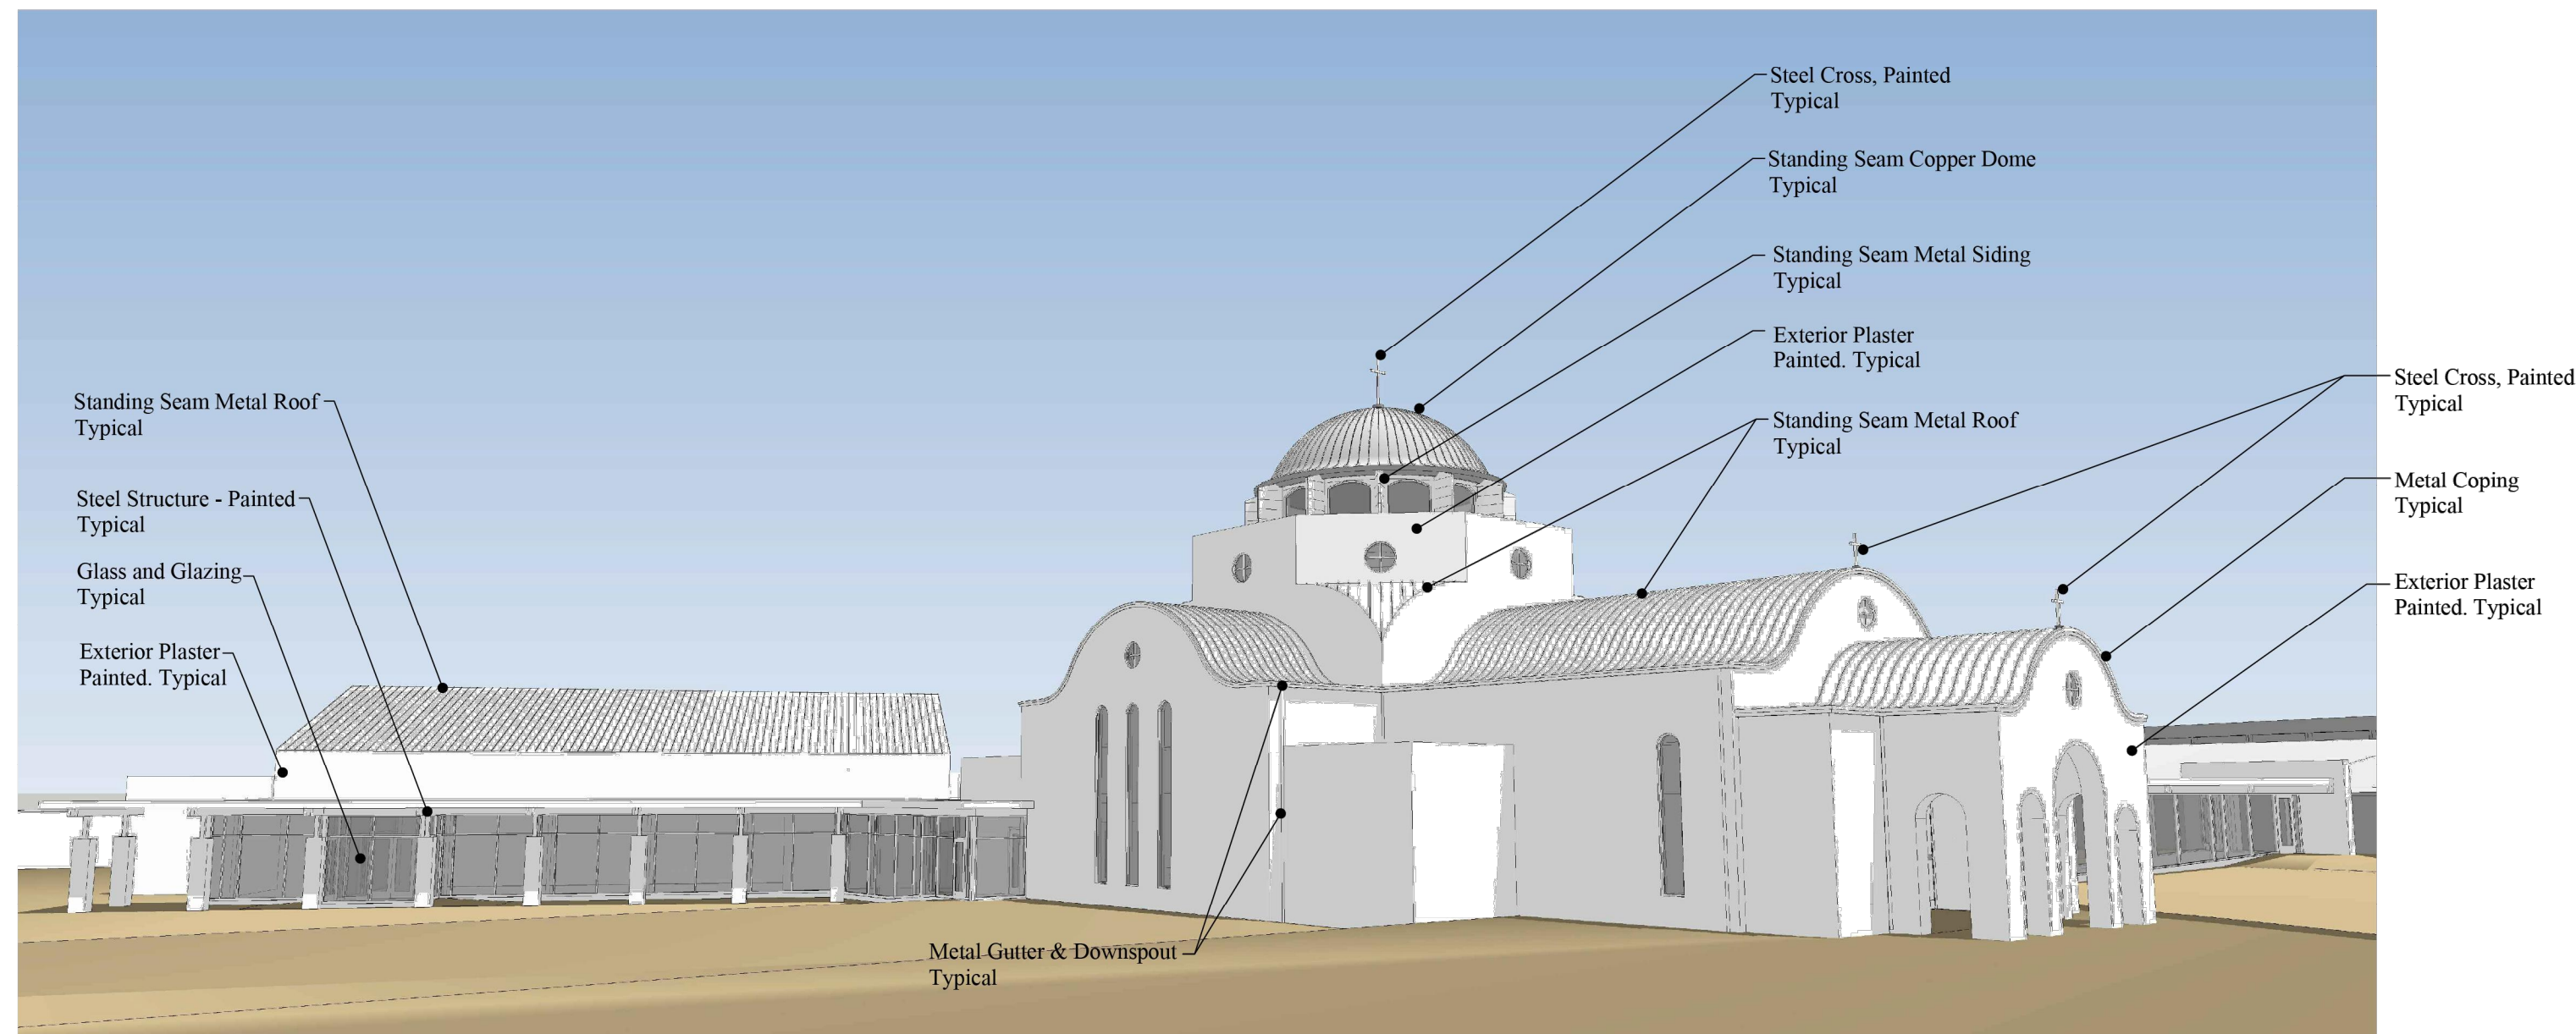 Steel Cross, Painted
Typical
Standing Seam Copper Dome
Typical
Standing Seam Metal Siding
Typical
Exterior Plaster
Painted. Typical
Standing Seam Metal Roof
Typical
Steel Cross, Painted
Typical
Metal Coping
Typical
Exterior Plaster
Painted. Typical
Standing Seam Metal Roof
Typical
Steel Structure - Painted
Typical
Glass and Glazing
Typical
Exterior Plaster
Painted. Typical
Metal Gutter & Downspout
Typical